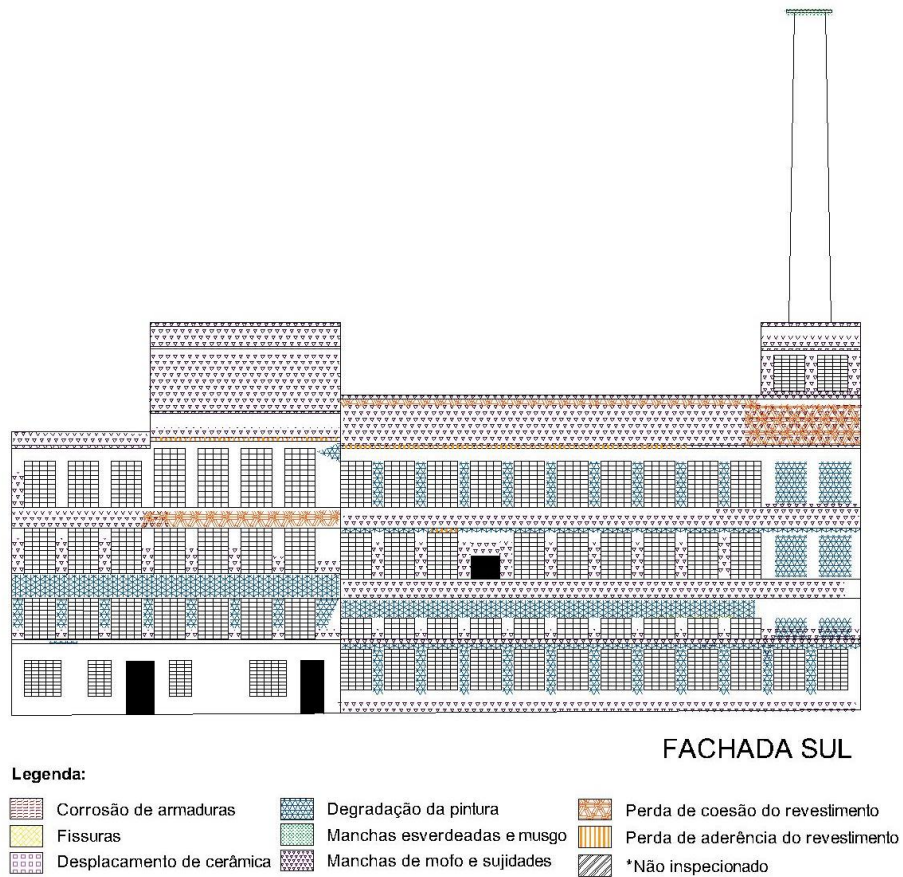 FACHADA SUL
Legenda:
Corrosão de armaduras
Fissuras
Desplacamento de cerâmica
Degradação da pintura
Manchas esverdeadas e musgo
Manchas de mofo e sujidades
Perda de coesão do revestimento
Perda de aderência do revestimento
*Não inspecionado